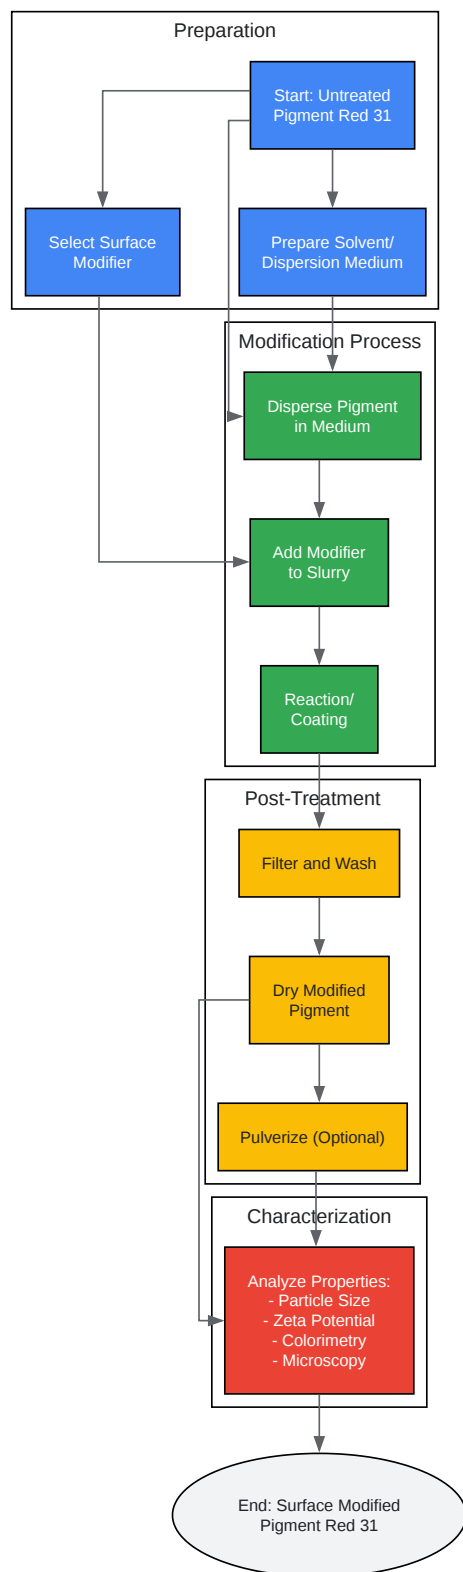 Preparation
Start: Untreated
Pigment Red 31
Select Surface
Modifier
Prepare Solvent/
Dispersion Medium
Modification Process
Disperse Pigment
in Medium
Add Modifier
to Slurry
Reaction/
Coating
Post-Treatment
Filter and Wash
Dry Modified
Pigment
Pulverize (Optional)
Characterization
Analyze Properties:
- Particle Size
- Zeta Potential
- Colorimetry
- Microscopy
End: Surface Modified
Pigment Red 31